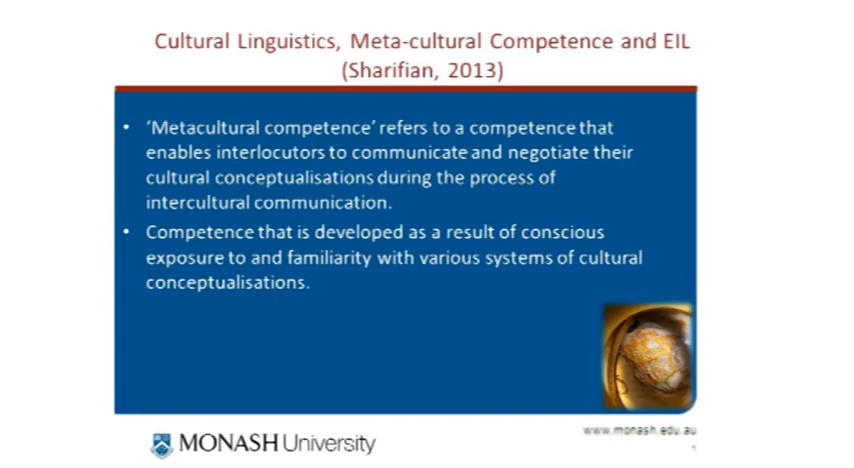 Cultural Linguistics, Meta-cultural Competence and EIL
(Sharifian, 2013)
• ‘Metacultural competence’ refers to a competence that
enables interlocutors to communicate and negotiate their
cultural conceptualisations during the process of
intercultural communication.
• Competence that is developed as a result of conscious
exposure to and familiarity with various systems of cultural
conceptualisations.
MONASH University
www.monash.edu.au